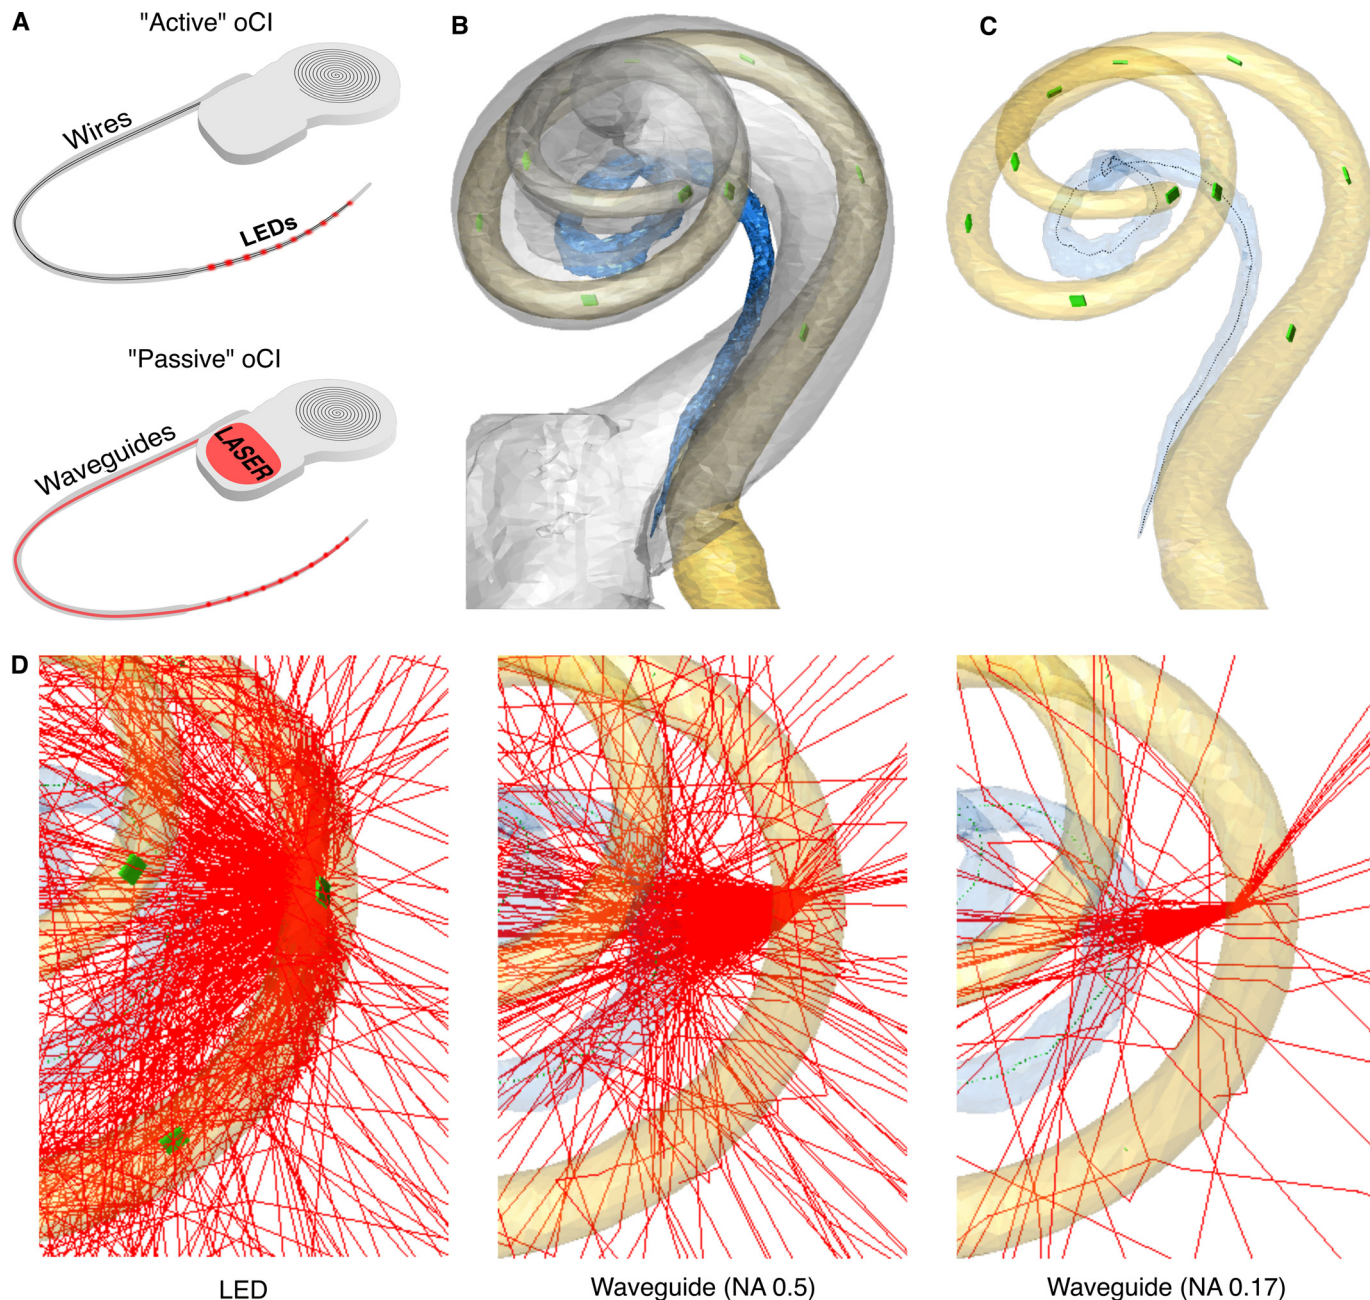 A
"Active" oCI
Wires
LEDs
"Passive" oCI
Waveguides
LASER
B
C
D
LED
Waveguide (NA 0.5)
Waveguide (NA 0.17)